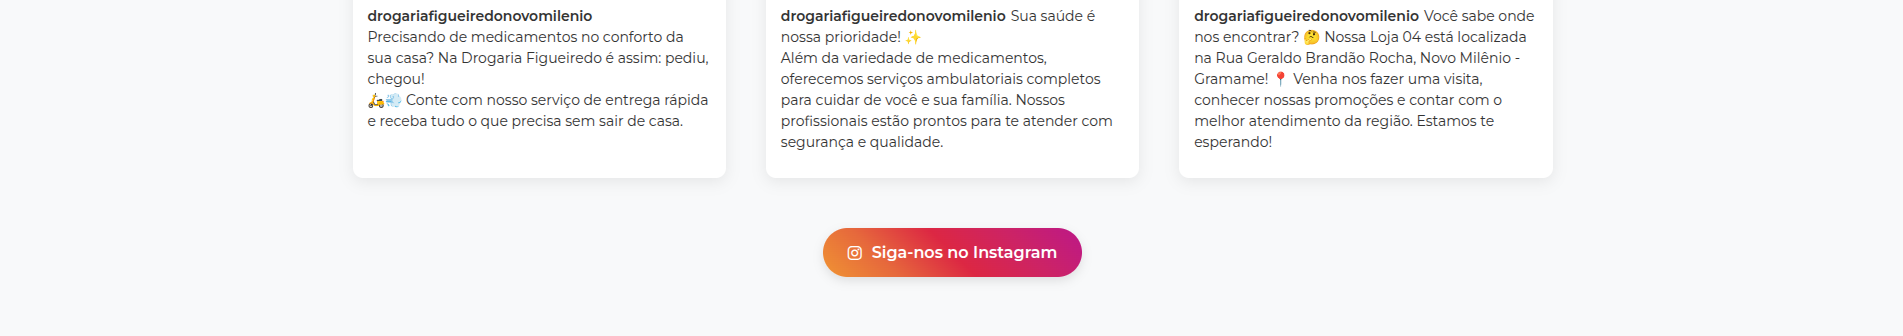 drogariafigueiredonovomilenio
Precisando de medicamentos no conforto da
sua casa? Na Drogaria Figueiredo é assim: pediu,
chegou!
🛵💨 Conte com nosso serviço de entrega rápida
e receba tudo o que precisa sem sair de casa.
drogariafigueiredonovomilenio Sua saúde é
nossa prioridade! ✨
Além da variedade de medicamentos,
oferecemos serviços ambulatoriais completos
para cuidar de você e sua família. Nossos
profissionais estão prontos para te atender com
segurança e qualidade.
drogariafigueiredonovomilenio Você sabe onde
nos encontrar? 🤔 Nossa Loja 04 está localizada
na Rua Geraldo Brandão Rocha, Novo Milênio -
Gramame! 📍 Venha nos fazer uma visita,
conhecer nossas promoções e contar com o
melhor atendimento da região. Estamos te
esperando!
Siga-nos no Instagram